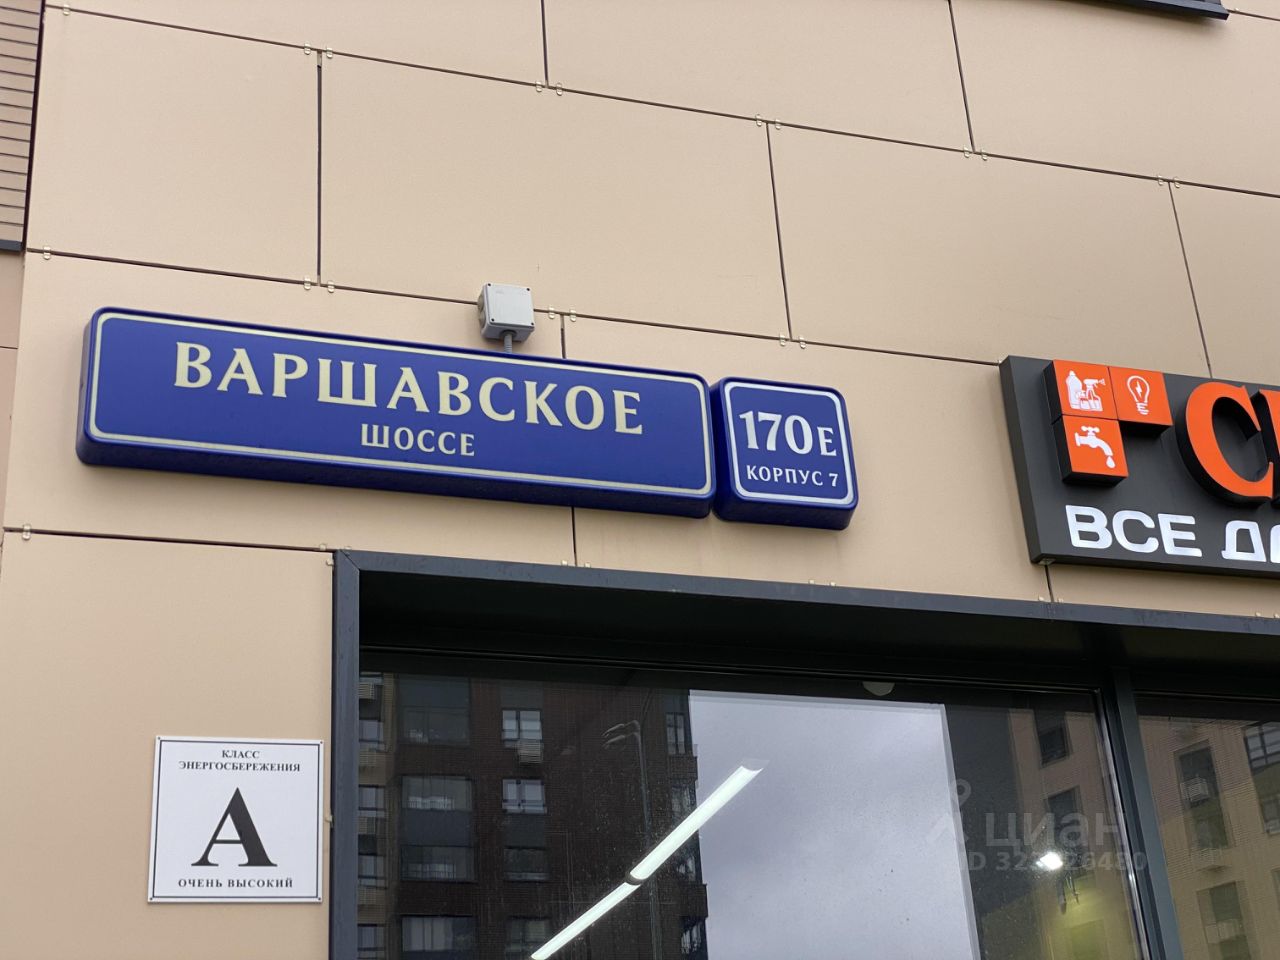 ВАРШАВСКОЕ
ШОССЕ
170Е
КОРПУС 7
ВСЕ
КЛАСС
ЭНЕРГОСБЕРЕЖЕНИЯ
А
ОЧЕНЬ ВЫСОКИЙ
циан